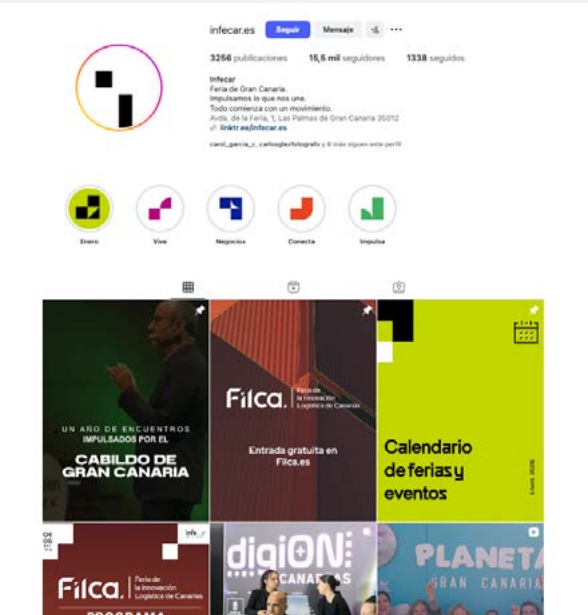 infecar.es Seguir Mensaje
3256 publicaciones 15,5 mil seguidores 1338 seguidos
Infecar
Feria de Gran Canaria.
Impulsamos lo que nos une.
Todo comienza con un movimiento.
Avda. de la Feria, 1, Las Palmas de Gran Canaria 35012
linktr.ee/infecar.es
carol_garcia_c, carlosglezfotografo y 8 más siguen este perfil
Enero Vive Negocios Conecta Impulsa
UN AÑO DE ENCUENTROS
IMPULSADOS POR EL
CABILDO DE
GRAN CANARIA
Filca. Feria de
la Innovación
Logística de Canarias
Entrada gratuita en
Filca.es
Calendario
de ferias y
eventos
Filca. Feria de
la Innovación
Logística de Canarias
PROGRAMA
digiON
CANARIAS
PLANETA
GRAN CANARIA